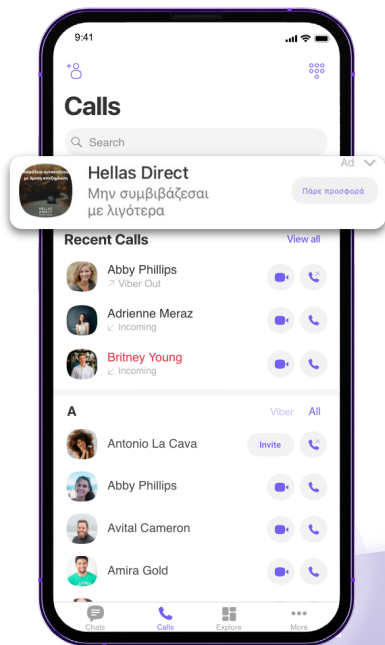 9:41
Calls
Search
Ad
Hellas Direct
Μην συμβιβάζεσαι
με λιγότερα
Πάρε προσφορά
HELLAS
DIRECT
Recent Calls
View all
Abby Phillips
Viber Out
Adrienne Meraz
Incoming
Britney Young
Incoming
A
Viber All
Antonio La Cava
Invite
Abby Phillips
Avital Cameron
Amira Gold
Chats Calls Explore More